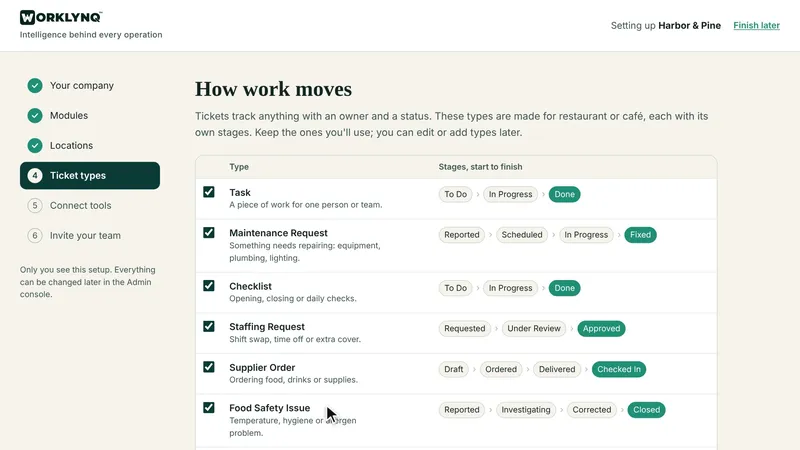 WORKLYNQ™
Intelligence behind every operation
Setting up Harbor & Pine
Finish later
Your company
Modules
Locations
4 Ticket types
5 Connect tools
6 Invite your team
Only you see this setup. Everything
can be changed later in the Admin
console.
How work moves
Tickets track anything with an owner and a status. These types are made for restaurant or café, each with its
own stages. Keep the ones you'll use; you can edit or add types later.
Type Stages, start to finish
Task
A piece of work for one person or team.
To Do › In Progress › Done
Maintenance Request
Something needs repairing: equipment,
plumbing, lighting.
Reported › Scheduled › In Progress › Fixed
Checklist
Opening, closing or daily checks.
To Do › In Progress › Done
Staffing Request
Shift swap, time off or extra cover.
Requested › Under Review › Approved
Supplier Order
Ordering food, drinks or supplies.
Draft › Ordered › Delivered › Checked In
Food Safety Issue
Temperature, hygiene or allergen
problem.
Reported › Investigating › Corrected › Closed